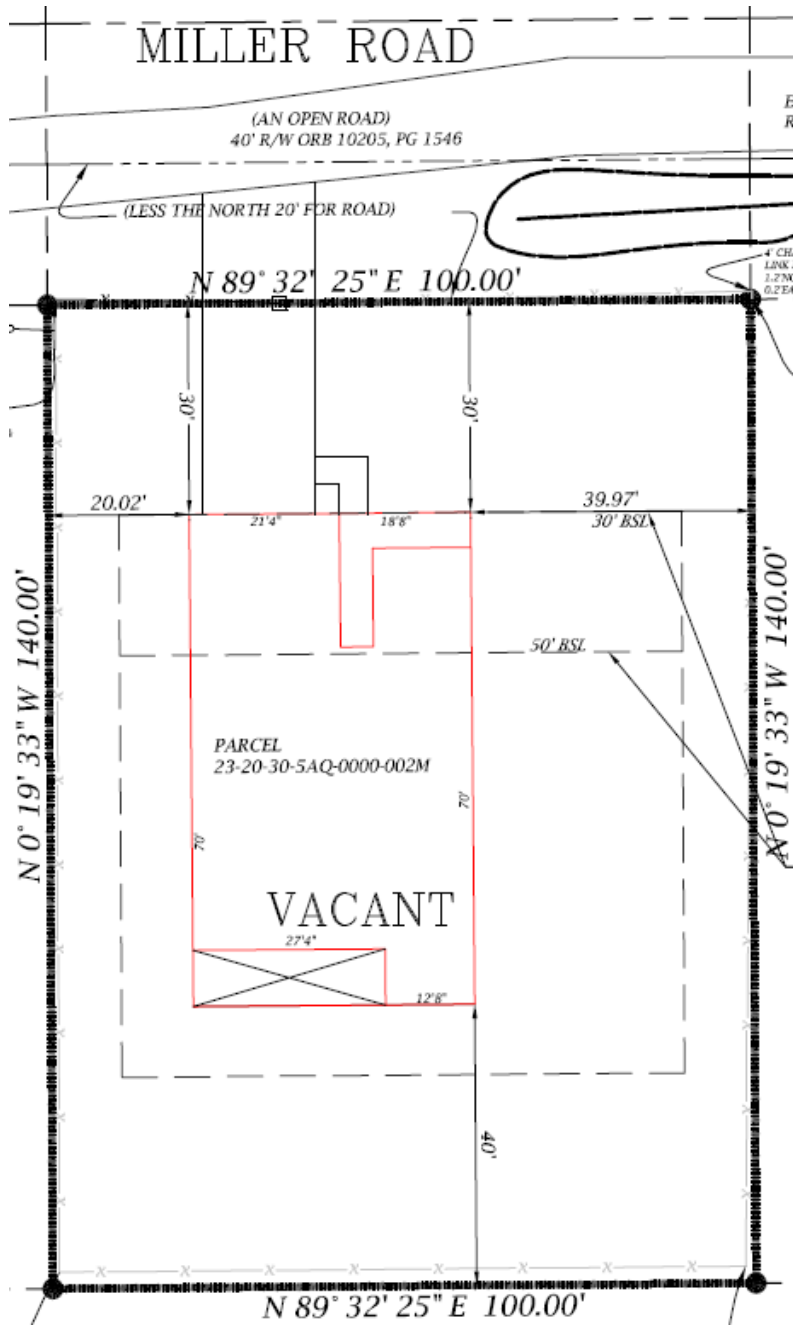 MILLER ROAD
(AN OPEN ROAD)
40' R/W ORB 10205, PG 1546
(LESS THE NORTH 20' FOR ROAD)
4' CH
LINK
N 89° 32' 25" E 100.00'
30'
30'
20.02'
39.97'
21'4"
18'8"
30' BSL
50' BSL
N 0° 19' 33" W 140.00'
N 0° 19' 33" W 140.00'
PARCEL
23-20-30-5AQ-0000-002M
70'
70'
VACANT
27'4"
12'8"
40'
N 89° 32' 25" E 100.00'